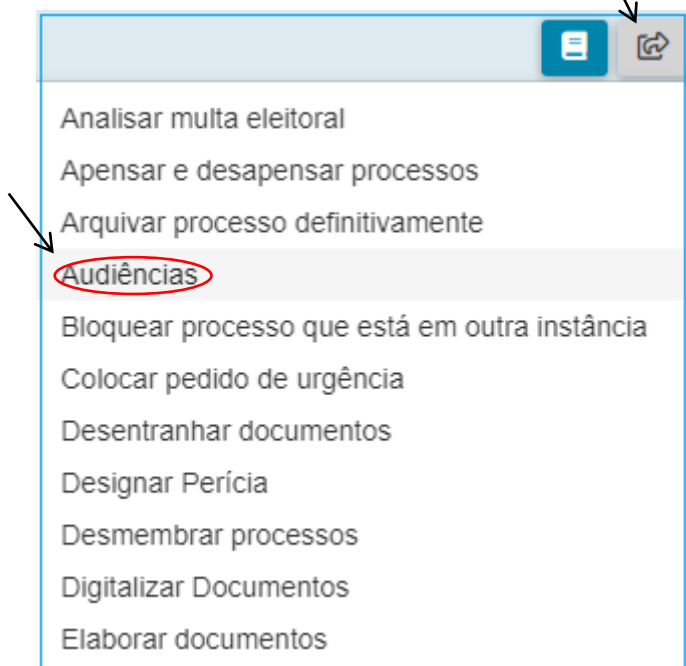 Analisar multa eleitoral
Apensar e desapensar processos
Arquivar processo definitivamente
Audiências
Bloquear processo que está em outra instância
Colocar pedido de urgência
Desentranhar documentos
Designar Perícia
Desmembrar processos
Digitalizar Documentos
Elaborar documentos